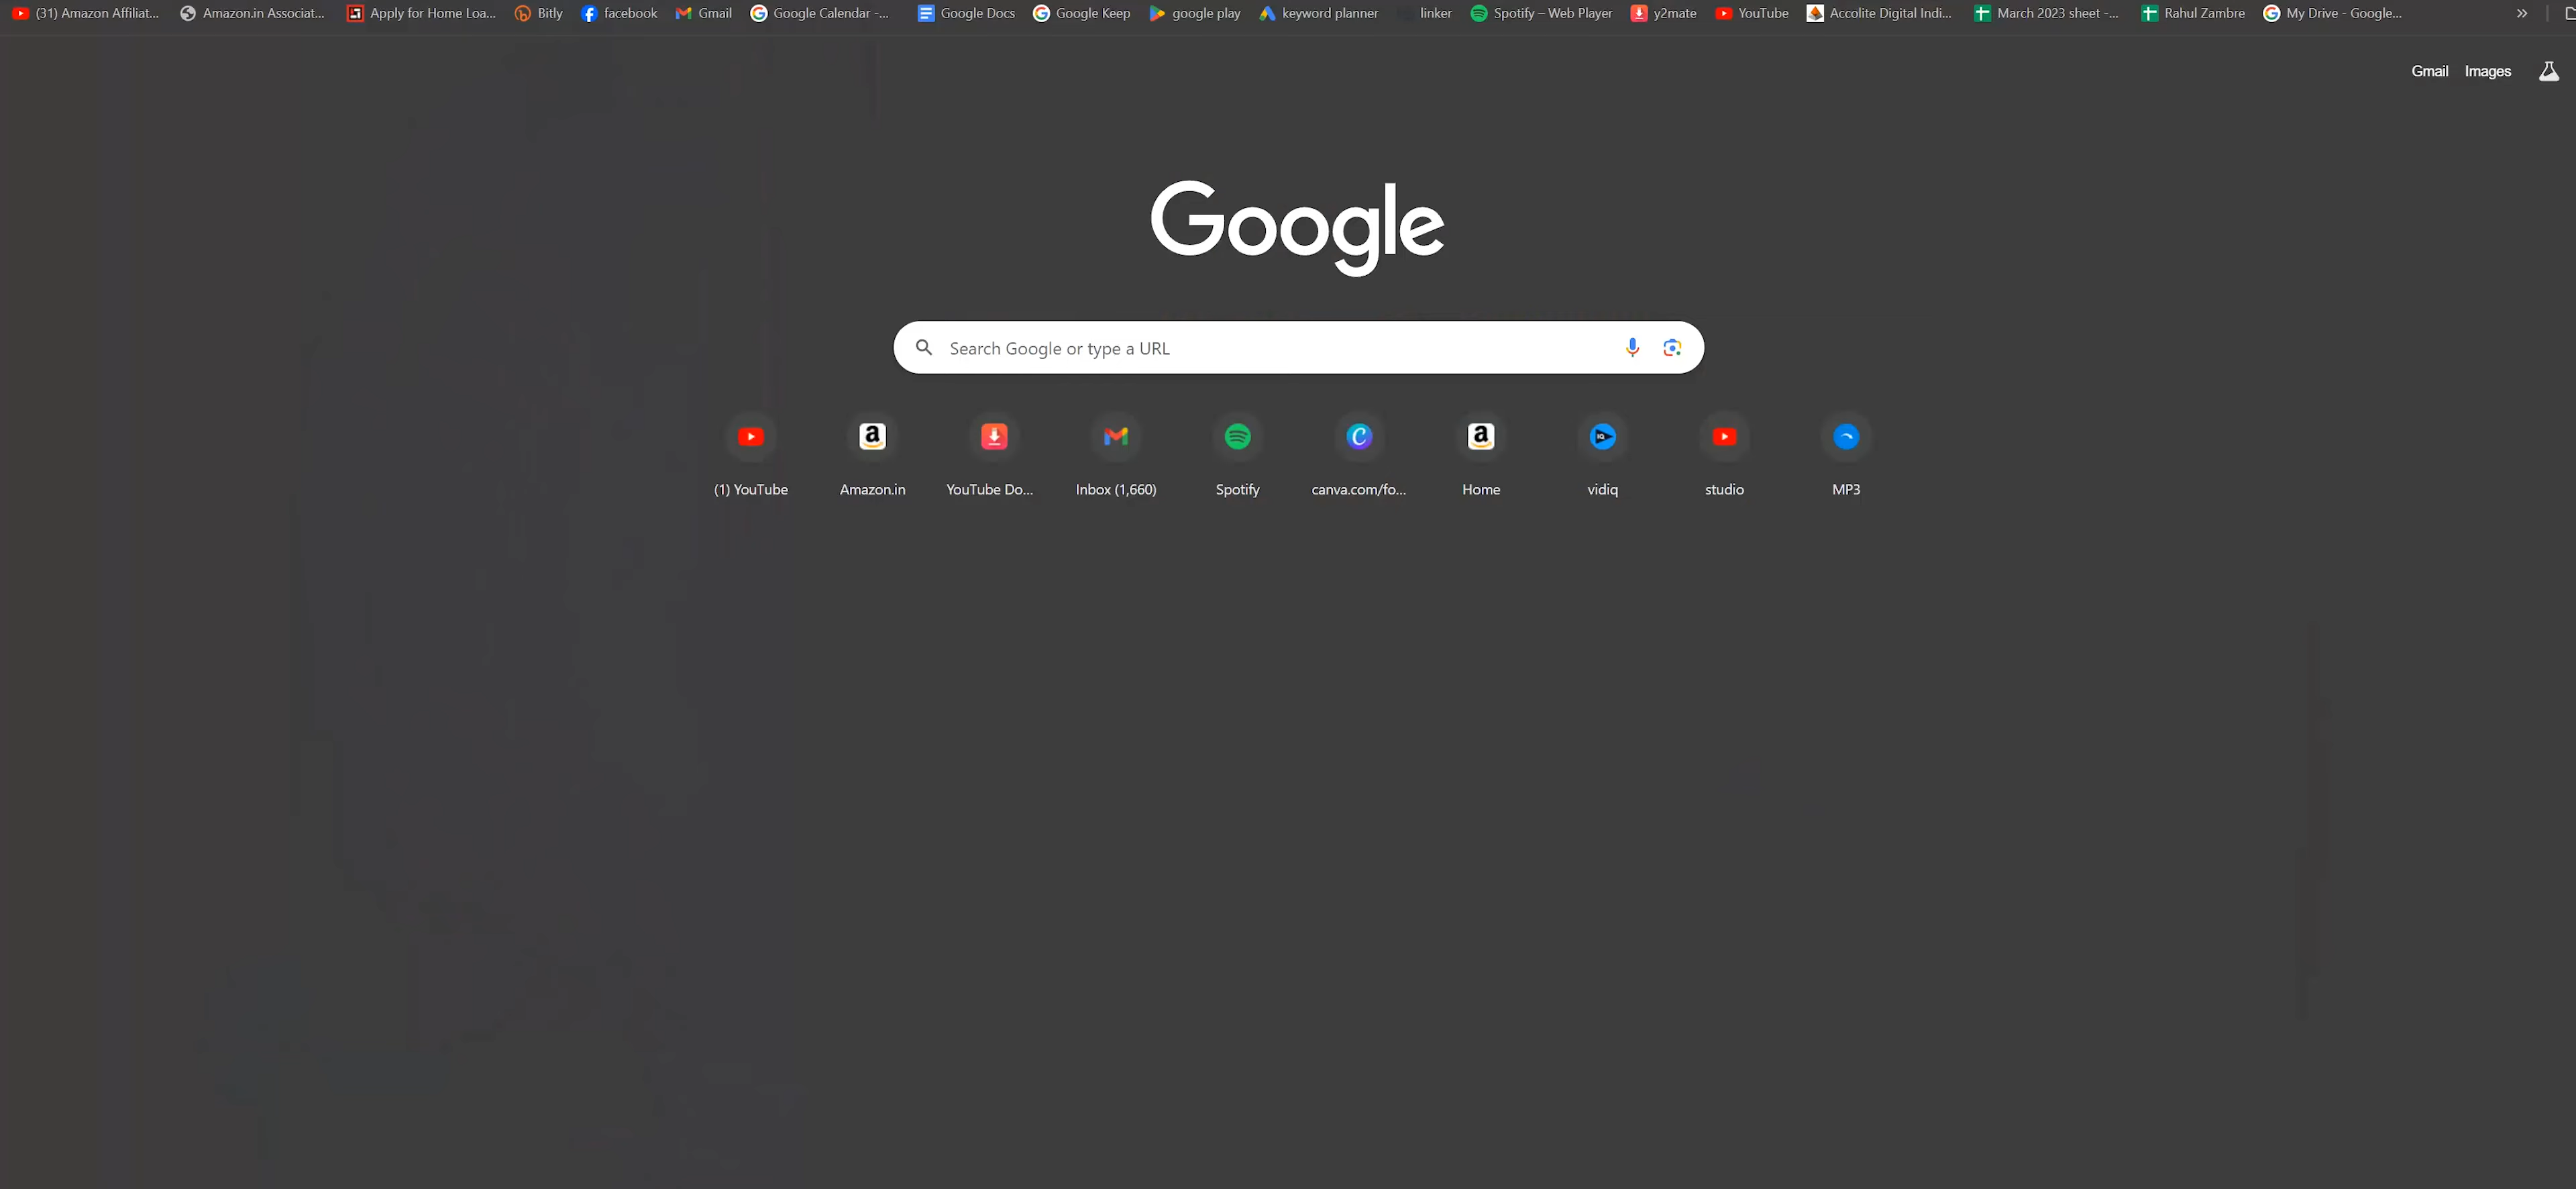 (31) Amazon Affiliat... Amazon.in Associat... Apply for Home Loa... Bitly facebook Gmail Google Calendar -... Google Docs Google Keep google play keyword planner linker Spotify – Web Player y2mate YouTube Accolite Digital Indi... March 2023 sheet -... Rahul Zambre My Drive - Google... »
Gmail Images
Google
Search Google or type a URL
(1) YouTube Amazon.in YouTube Do... Inbox (1,660) Spotify canva.com/fo... Home vidiq studio MP3